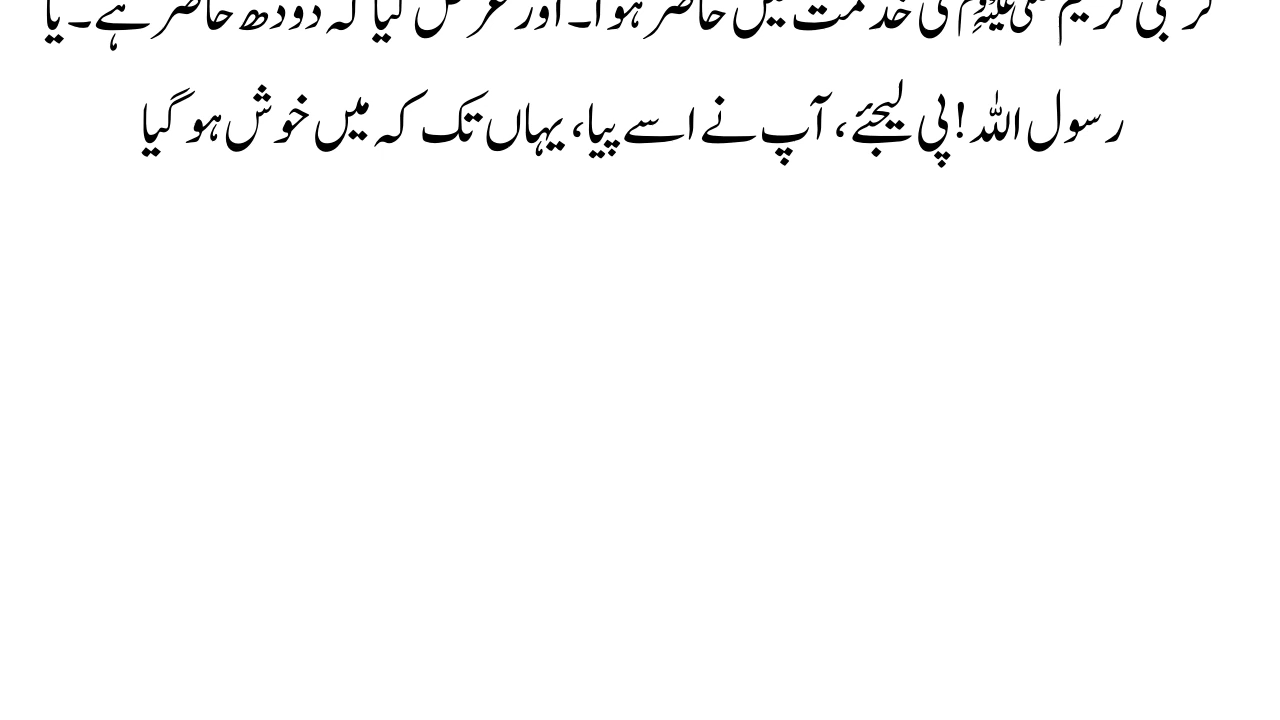 کر نبی کریم ﷺ کی خدمت میں حاضر ہوا۔ اور عرض کیا کہ دودھ حاضر ہے۔ یا
رسول اللہ! پی لیجئے، آپ نے اسے پیا، یہاں تک کہ میں خوش ہو گیا